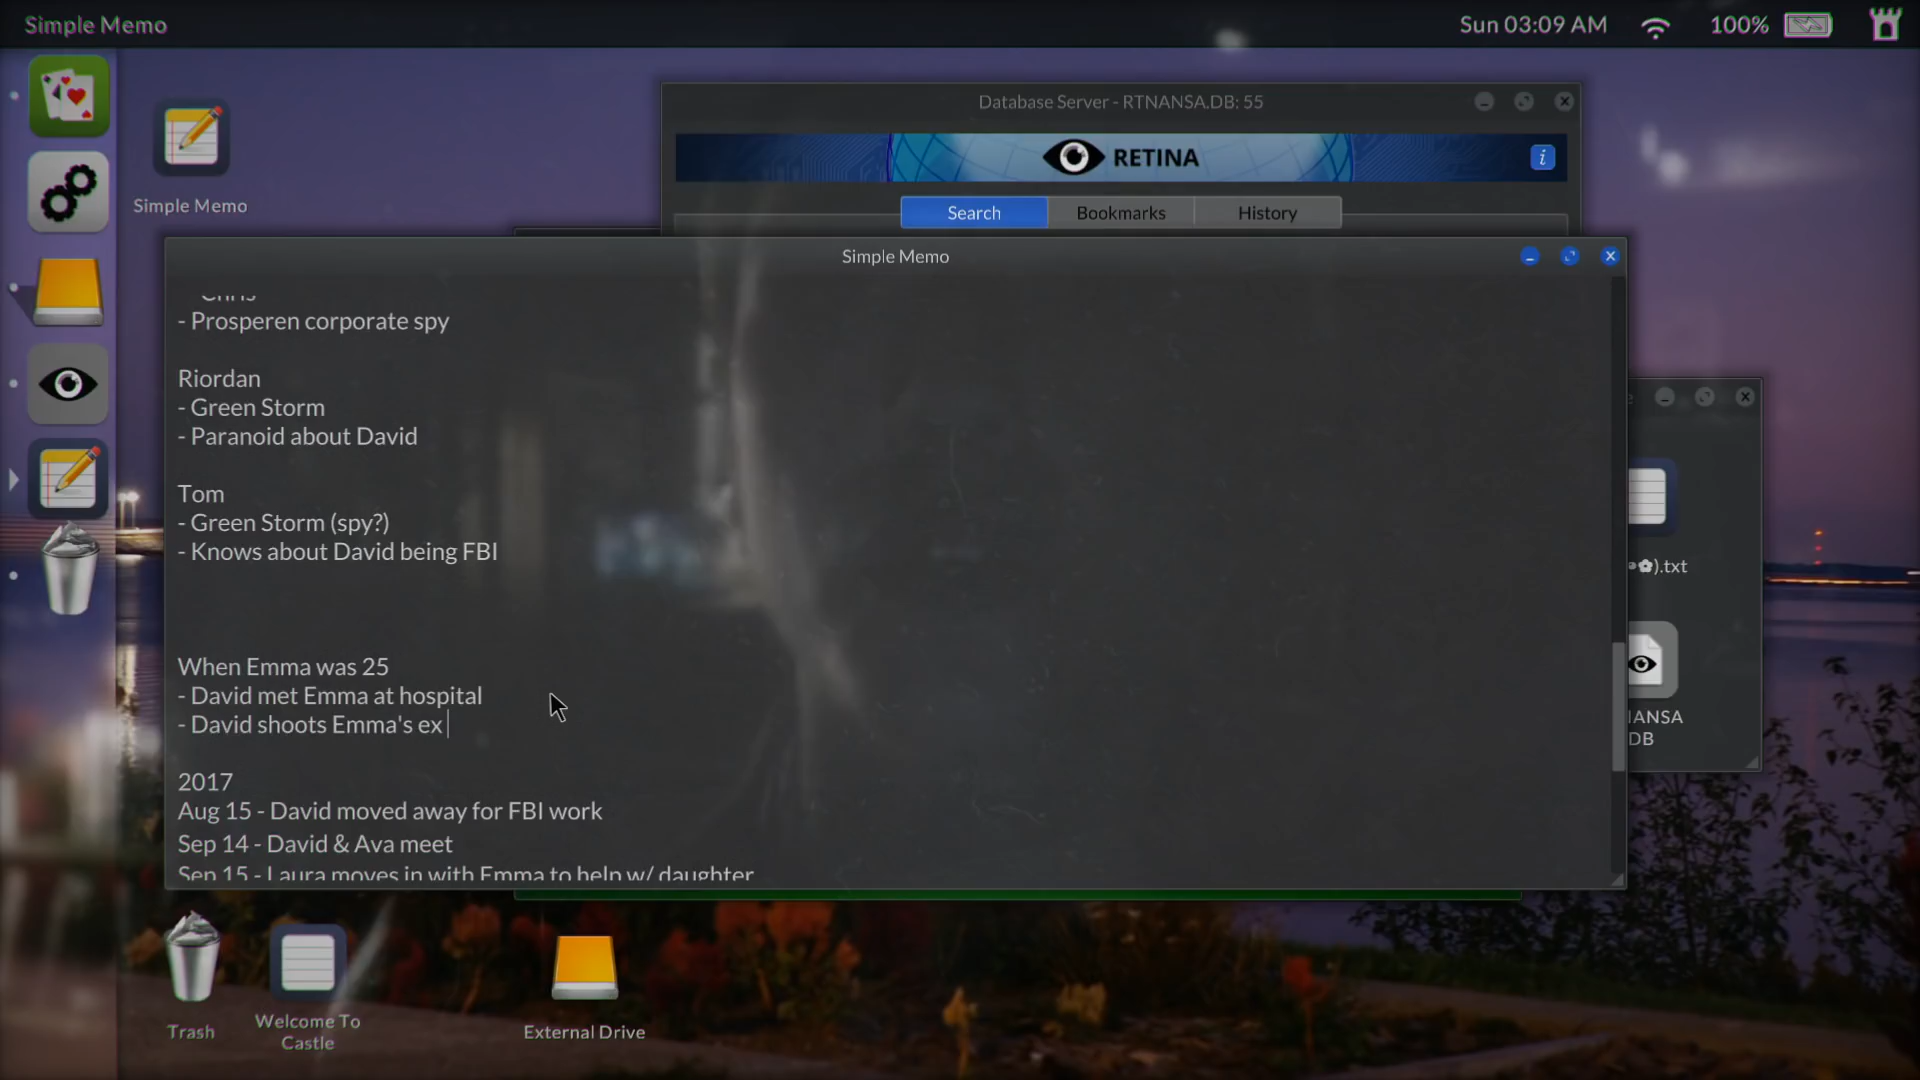 Simple Memo
Sun 03:09 AM
100%
Simple Memo
Database Server - RTNANSA.DB: 55
RETINA
i
Search
Bookmarks
History
Simple Memo
- Prosperen corporate spy
Riordan
- Green Storm
- Paranoid about David
Tom
- Green Storm (spy?)
- Knows about David being FBI
When Emma was 25
- David met Emma at hospital
- David shoots Emma's ex
2017
Aug 15 - David moved away for FBI work
Sep 14 - David & Ava meet
Sep 15 - Laura moves in with Emma to help w/ daughter
).txt
NANSA
DB
Trash
Welcome To
Castle
External Drive